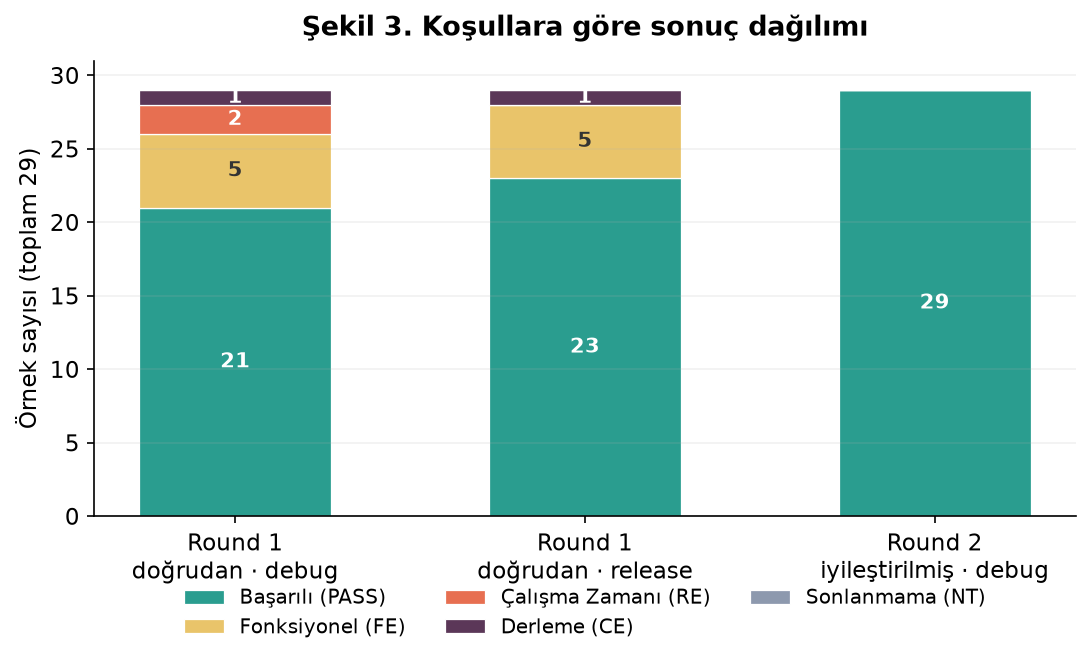 Şekil 3. Koşullara göre sonuç dağılımı
Örnek sayısı (toplam 29)
30
25
20
15
10
5
0
1
2
5
21
1
5
23
29
Round 1
doğrudan · debug
Round 1
doğrudan · release
Round 2
iyileştirilmiş · debug
Başarılı (PASS)
Çalışma Zamanı (RE)
Sonlanmama (NT)
Fonksiyonel (FE)
Derleme (CE)